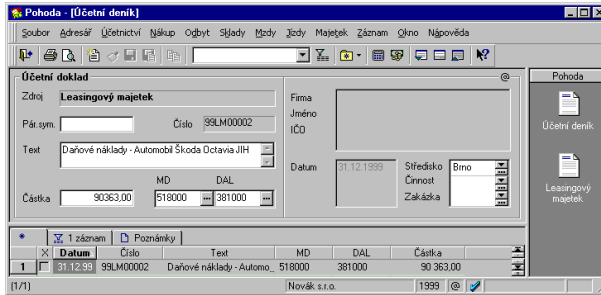 Pohoda - [Účetní deník]
Soubor Adresář Účetnictví Nákup Odbyt Sklady Mzdy Jízdy Majetek Záznam Okno Nápověda
Účetní doklad @ Pohoda
Zdroj Leasingový majetek Firma
Jméno
IČO
Pár.sym. Číslo 99LM00002 Účetní deník
Text Daňové náklady - Automobil Škoda Octavia JIH
Datum 31.12.1999 Středisko Brno
Činnost
Zakázka
Leasingový
majetek
MD DAL
Částka 90363,00 518000 381000
1 záznam Poznámky
X Datum Číslo Text MD DAL Částka
1 31.12.99 99LM00002 Daňové náklady - Automo_ 518000 381000 90 363,00
(1/1) Novák s.r.o. 1999 @